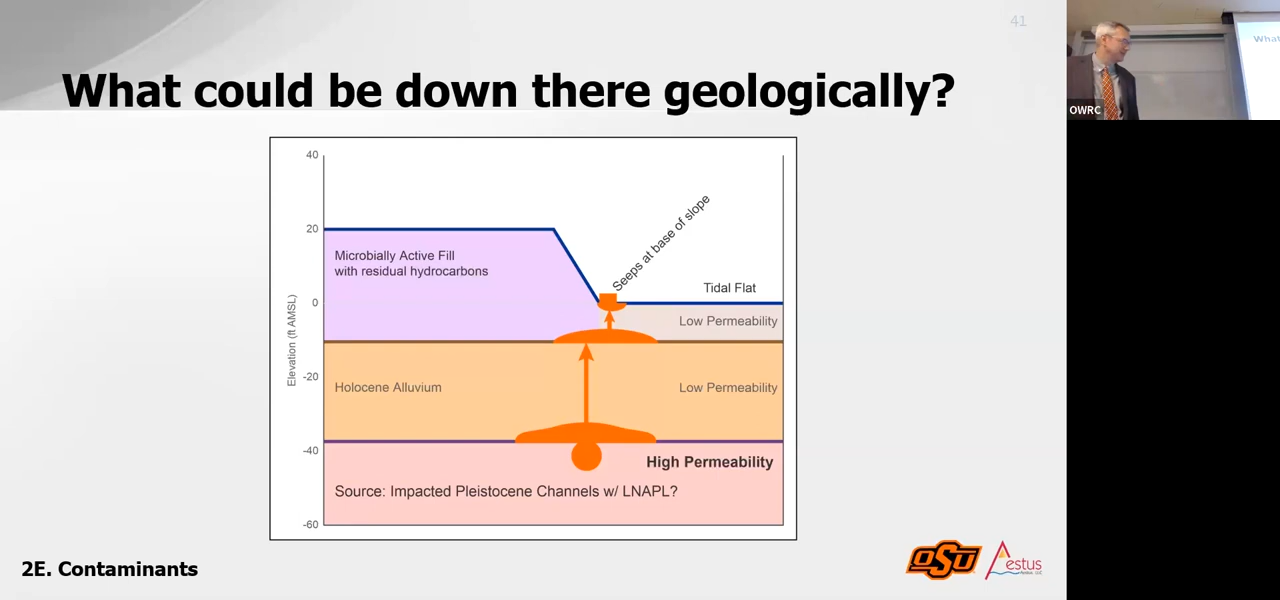 41
What could be down there geologically?
OWRC
What
40
20
0
-20
-40
-60
Elevation (ft AMSL)
Microbially Active Fill
with residual hydrocarbons
Seeps at base of slope
Tidal Flat
Low Permeability
Holocene Alluvium
Low Permeability
High Permeability
Source: Impacted Pleistocene Channels w/ LNAPL?
2E. Contaminants
OSU
Aestus